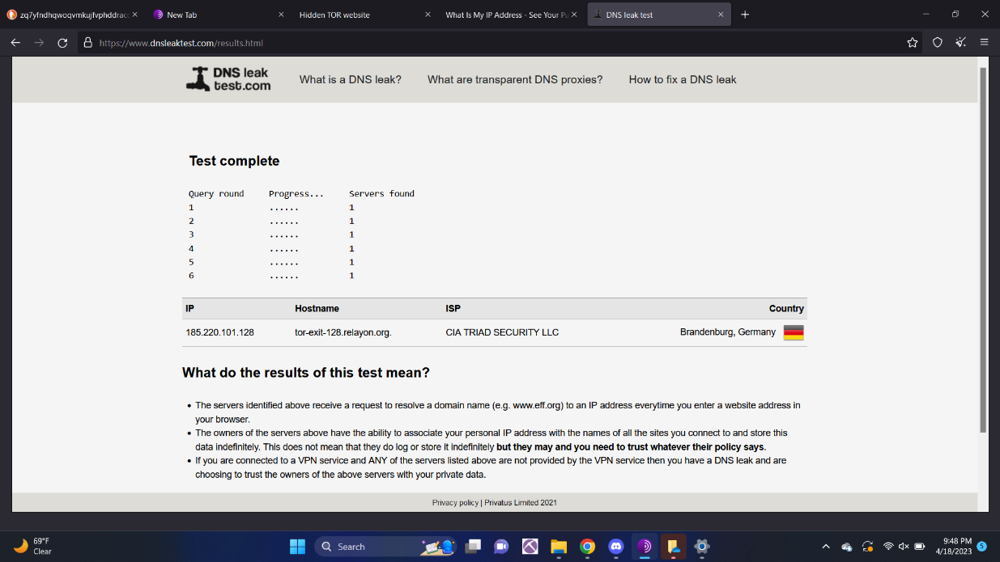 zq7yfndhqwoqvmkujfvphddrac
New Tab
Hidden TOR website
What Is My IP Address - See Your Pu
DNS leak test
https://www.dnsleaktest.com/results.html
DNS leak
test.com
What is a DNS leak?
What are transparent DNS proxies?
How to fix a DNS leak
Test complete
Query round Progress... Servers found
1 ...... 1
2 ...... 1
3 ...... 1
4 ...... 1
5 ...... 1
6 ...... 1
IP Hostname ISP Country
185.220.101.128 tor-exit-128.relayon.org. CIA TRIAD SECURITY LLC Brandenburg, Germany
What do the results of this test mean?
• The servers identified above receive a request to resolve a domain name (e.g. www.eff.org) to an IP address everytime you enter a website address in
your browser.
• The owners of the servers above have the ability to associate your personal IP address with the names of all the sites you connect to and store this
data indefinitely. This does not mean that they do log or store it indefinitely but they may and you need to trust whatever their policy says.
• If you are connected to a VPN service and ANY of the servers listed above are not provided by the VPN service then you have a DNS leak and are
choosing to trust the owners of the above servers with your private data.
Privacy policy | Privatus Limited 2021
69°F
Clear
Search
9:48 PM
4/18/2023
5